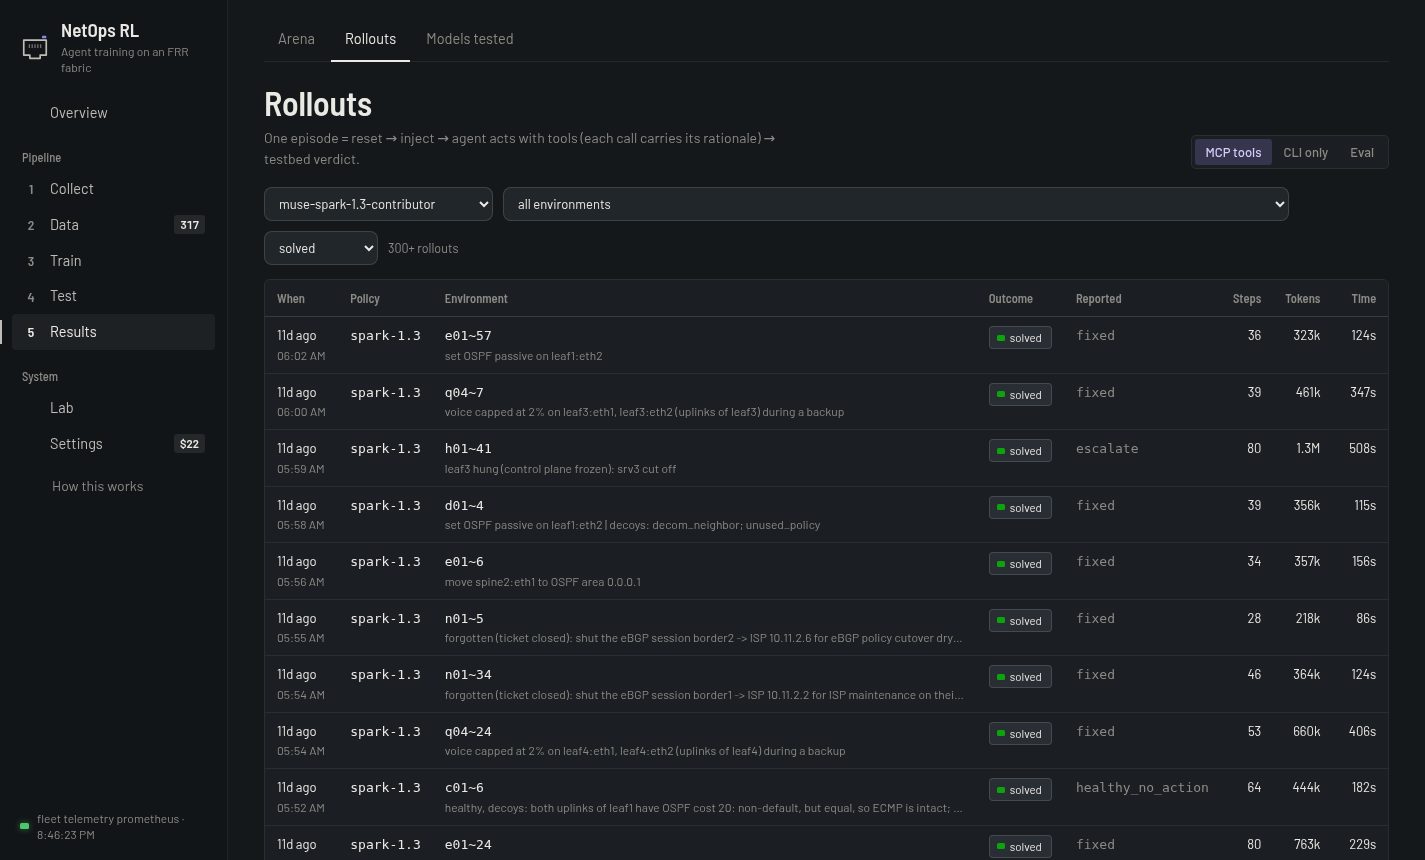 NetOps RL
Agent training on an FRR
fabric
Overview
Pipeline
1 Collect
2 Data 317
3 Train
4 Test
5 Results
System
Lab
Settings $22
How this works
fleet telemetry prometheus ·
8:46:23 PM
Arena Rollouts Models tested
Rollouts
One episode = reset → inject → agent acts with tools (each call carries its rationale) →
testbed verdict.
MCP tools CLI only Eval
muse-spark-1.3-contributor all environments
solved 300+ rollouts
When Policy Environment Outcome Reported Steps Tokens Time
11d ago spark-1.3 e01~57 solved fixed 36 323k 124s
06:02 AM set OSPF passive on leaf1:eth2
11d ago spark-1.3 q04~7 solved fixed 39 461k 347s
06:00 AM voice capped at 2% on leaf3:eth1, leaf3:eth2 (uplinks of leaf3) during a backup
11d ago spark-1.3 h01~41 solved escalate 80 1.3M 508s
05:59 AM leaf3 hung (control plane frozen): srv3 cut off
11d ago spark-1.3 d01~4 solved fixed 39 356k 115s
05:58 AM set OSPF passive on leaf1:eth2 | decoys: decom_neighbor; unused_policy
11d ago spark-1.3 e01~6 solved fixed 34 357k 156s
05:56 AM move spine2:eth1 to OSPF area 0.0.0.1
11d ago spark-1.3 n01~5 solved fixed 28 218k 86s
05:55 AM forgotten (ticket closed): shut the eBGP session border2 -> ISP 10.11.2.6 for eBGP policy cutover dry…
11d ago spark-1.3 n01~34 solved fixed 46 364k 124s
05:54 AM forgotten (ticket closed): shut the eBGP session border1 -> ISP 10.11.2.2 for ISP maintenance on thei…
11d ago spark-1.3 q04~24 solved fixed 53 660k 406s
05:54 AM voice capped at 2% on leaf4:eth1, leaf4:eth2 (uplinks of leaf4) during a backup
11d ago spark-1.3 c01~6 solved healthy_no_action 64 444k 182s
05:52 AM healthy, decoys: both uplinks of leaf1 have OSPF cost 20: non-default, but equal, so ECMP is intact; …
11d ago spark-1.3 e01~24 solved fixed 80 763k 229s